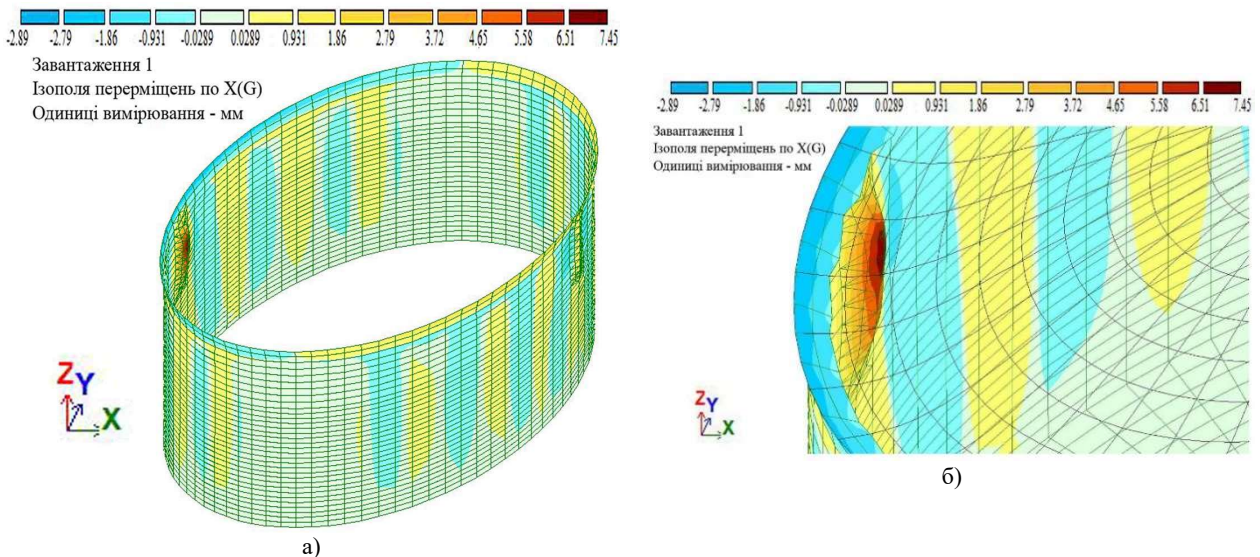 -2.89 -2.79 -1.86 -0.931 -0.0289 0.0289 0.931 1.86 2.79 3.72 4.65 5.58 6.51 7.45
Завантаження 1
Ізополя перерміщень по X(G)
Одиниці вимірювання - мм
Z Y X
а)
-2.89 -2.79 -1.86 -0.931 -0.0289 0.0289 0.931 1.86 2.79 3.72 4.65 5.58 6.51 7.45
Завантаження 1
Ізополя перерміщень по X(G)
Одиниці вимірювання - мм
Z Y X
б)